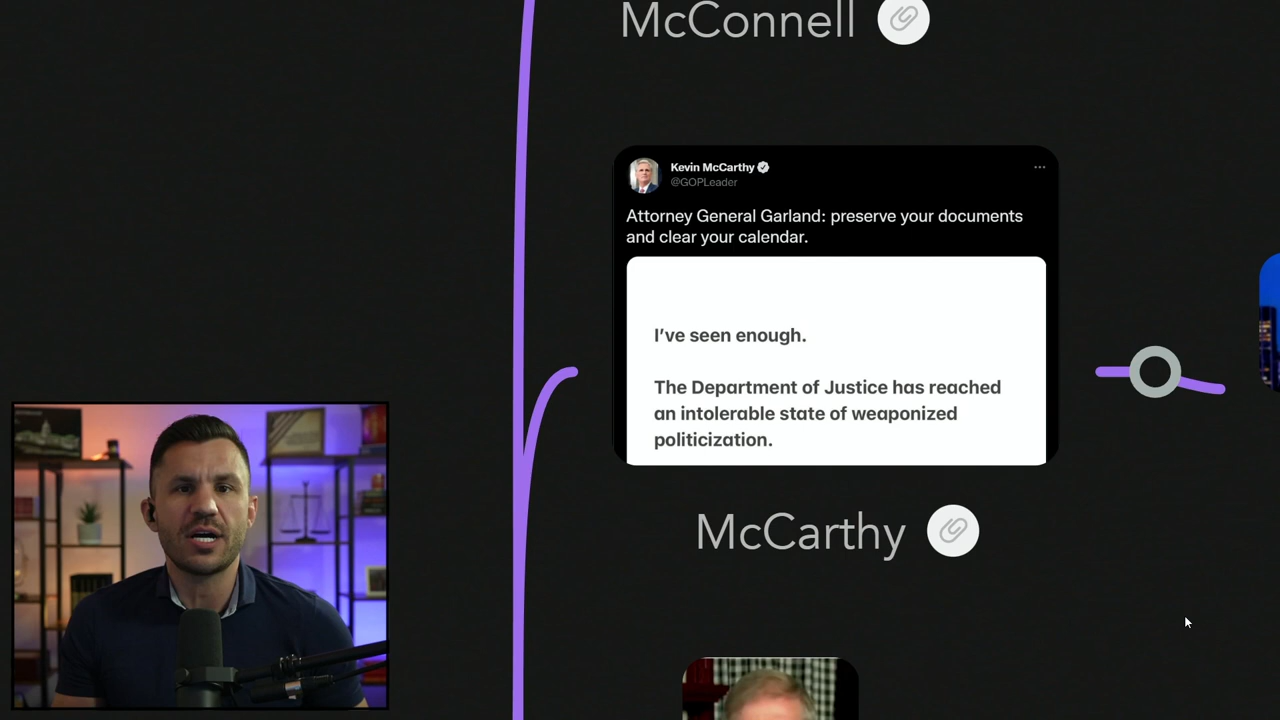 McConnell
Kevin McCarthy
@GOPLeader
Attorney General Garland: preserve your documents
and clear your calendar.
I’ve seen enough.
The Department of Justice has reached
an intolerable state of weaponized
politicization.
McCarthy